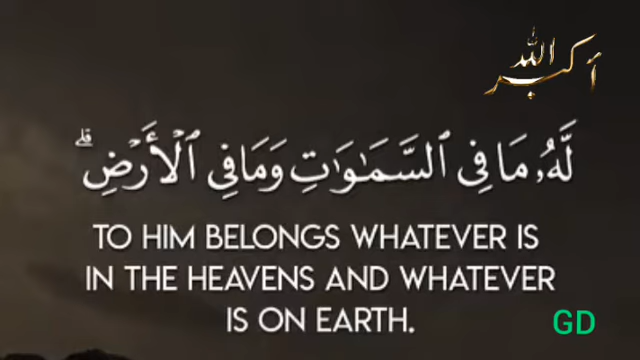 الله أكبر
لَّهُۥ مَا فِى ٱلسَّمَـٰوَٰتِ وَمَا فِى ٱلْأَرْضِ ۗ
TO HIM BELONGS WHATEVER IS
IN THE HEAVENS AND WHATEVER
IS ON EARTH.
GD